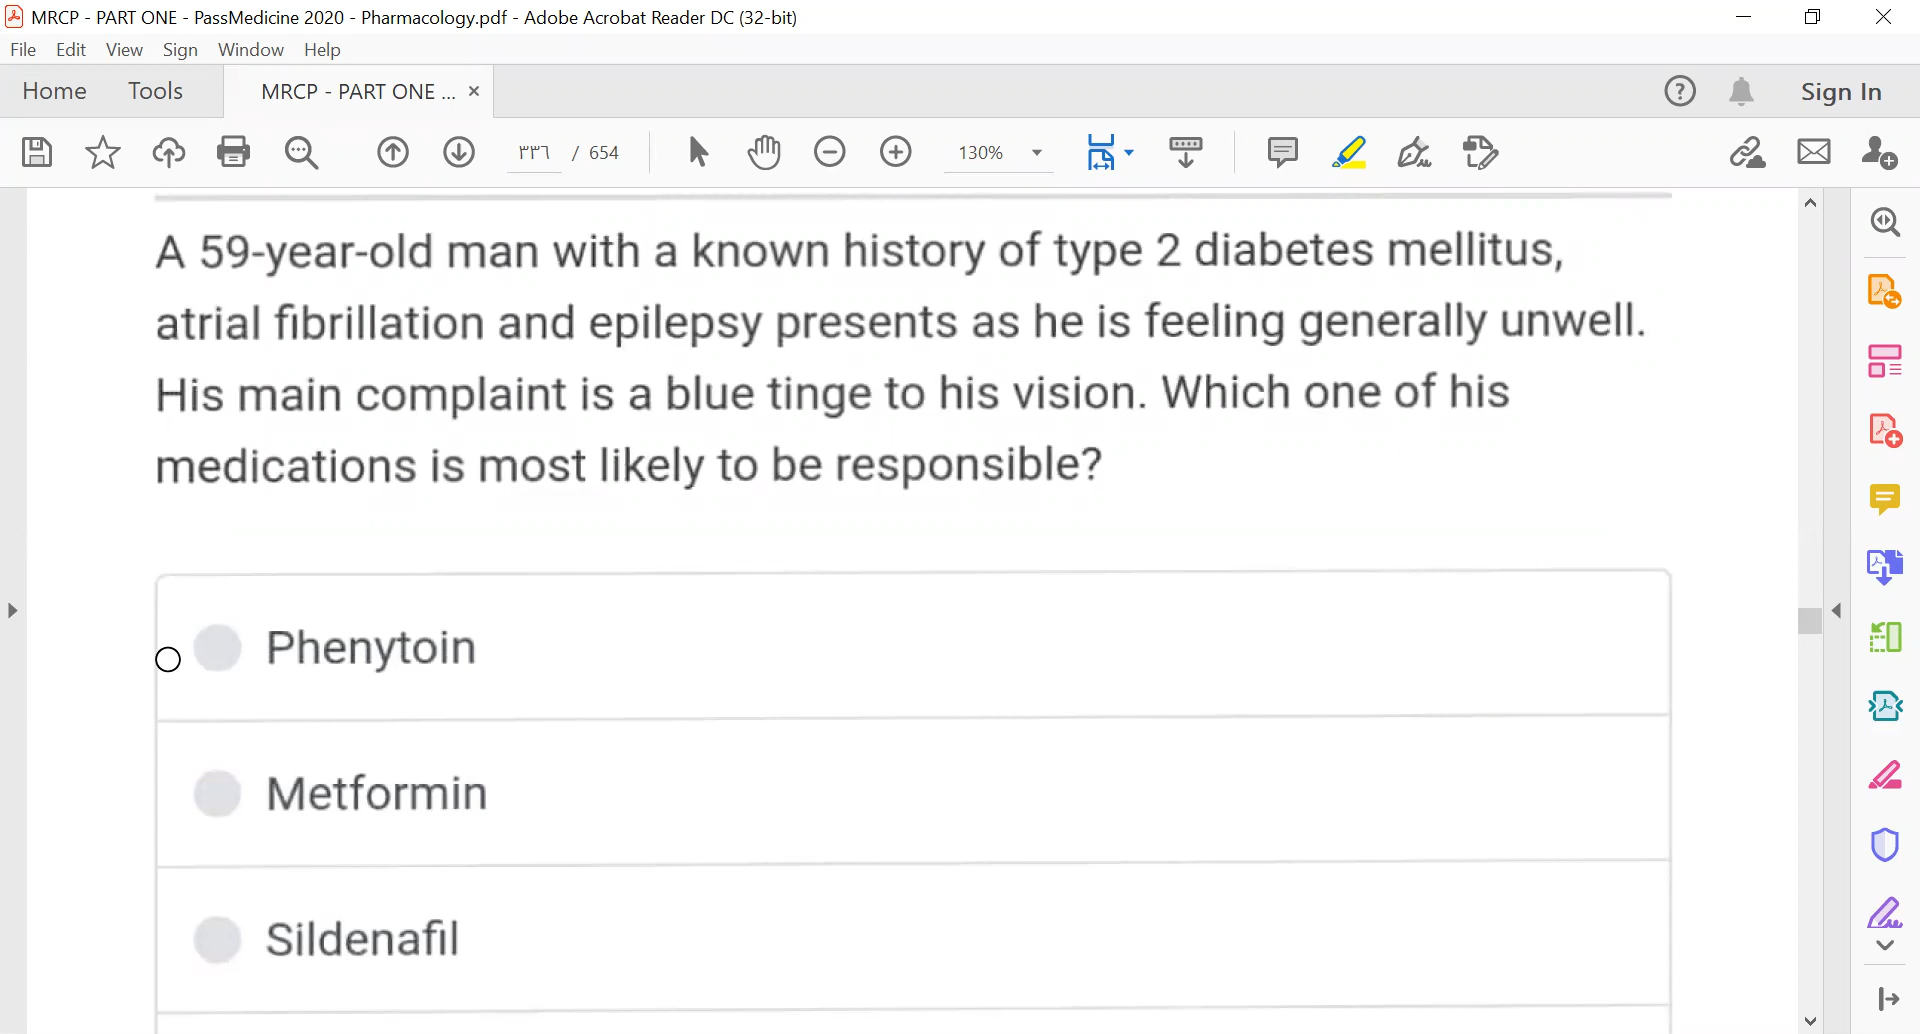 MRCP - PART ONE - PassMedicine 2020 - Pharmacology.pdf - Adobe Acrobat Reader DC (32-bit)
File Edit View Sign Window Help
Home Tools MRCP - PART ONE ... × Sign In
٣٣٦ / 654 130%
A 59-year-old man with a known history of type 2 diabetes mellitus,
atrial fibrillation and epilepsy presents as he is feeling generally unwell.
His main complaint is a blue tinge to his vision. Which one of his
medications is most likely to be responsible?
Phenytoin
Metformin
Sildenafil